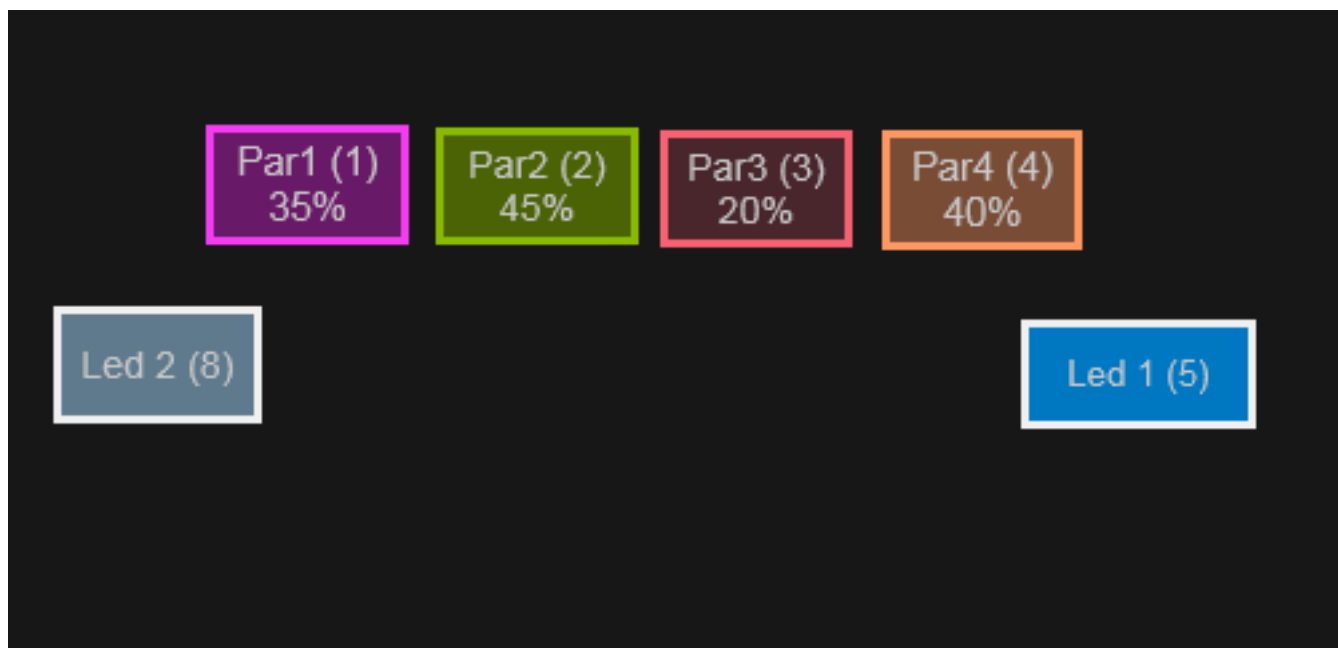 Par1 (1)
35%
Par2 (2)
45%
Par3 (3)
20%
Par4 (4)
40%
Led 2 (8)
Led 1 (5)